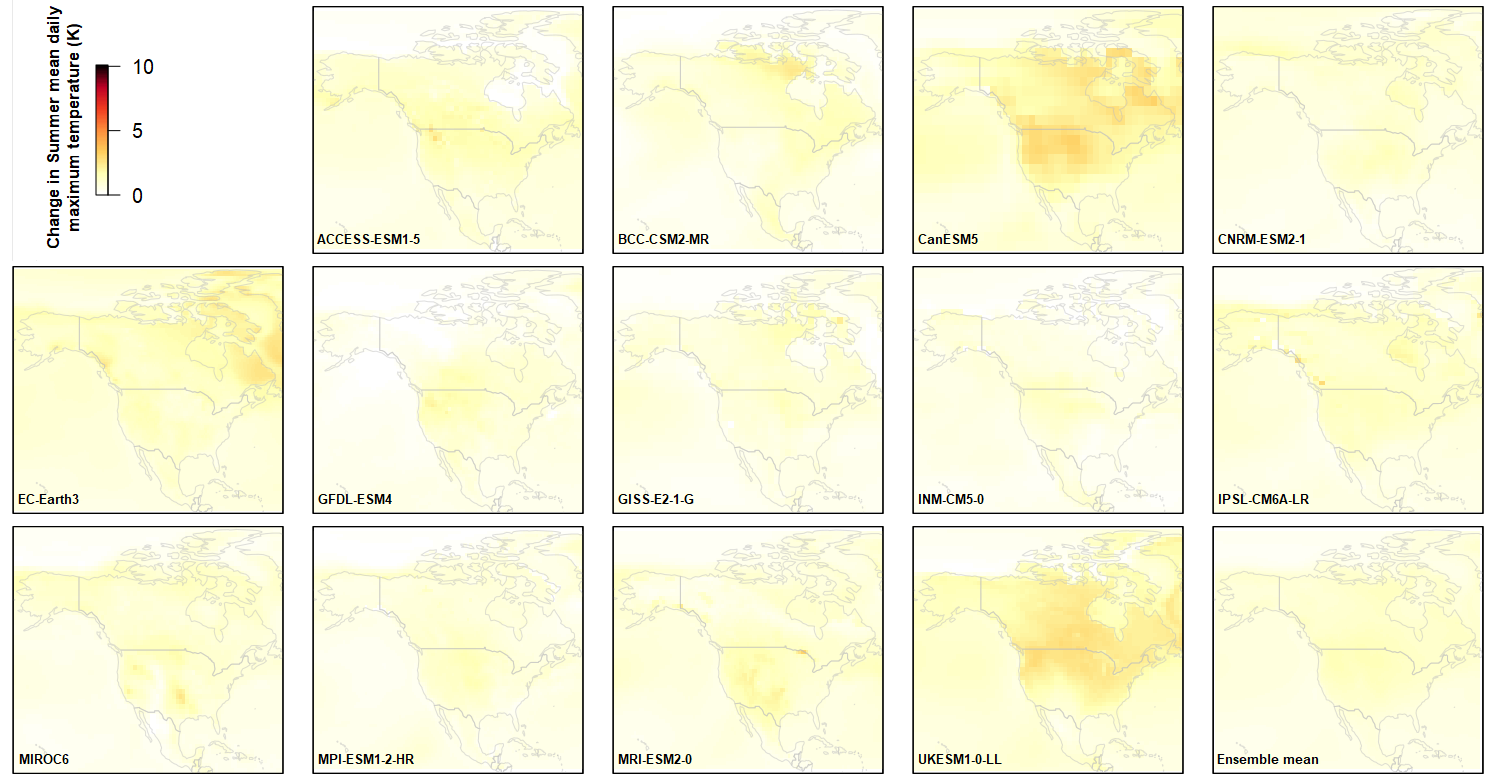 Change in Summer mean daily
maximum temperature (K)
10
5
0
ACCESS-ESM1-5
BCC-CSM2-MR
CanESM5
CNRM-ESM2-1
EC-Earth3
GFDL-ESM4
GISS-E2-1-G
INM-CM5-0
IPSL-CM6A-LR
MIROC6
MPI-ESM1-2-HR
MRI-ESM2-0
UKESM1-0-LL
Ensemble mean